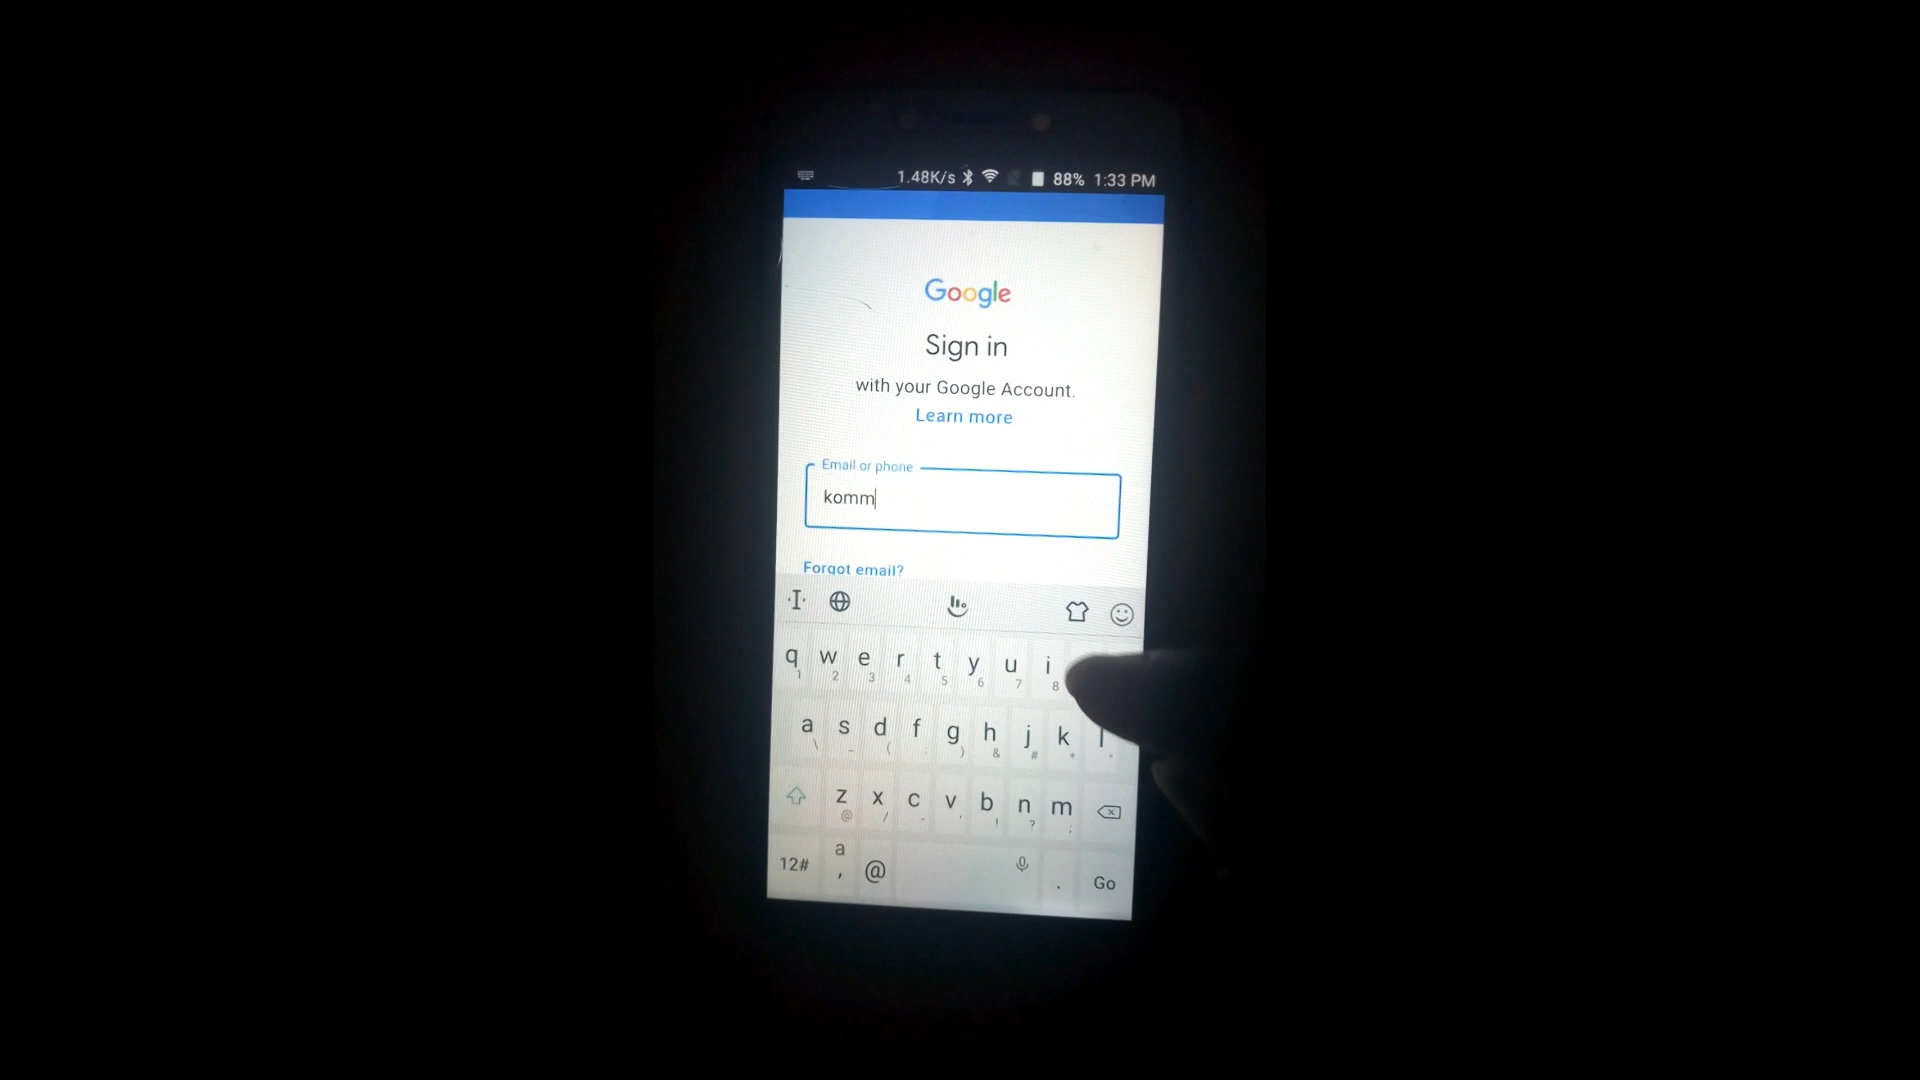 1.48K/s 88% 1:33 PM
Google
Sign in
with your Google Account.
Learn more
Email or phone
komm
Forgot email?
q w e r t y u i
1 2 3 4 5 6 7 8
a s d f g h j k l
\ _ ( : ) & # * "
z x c v b n m
@ / - ' ! ? ;
12# a , @ . Go